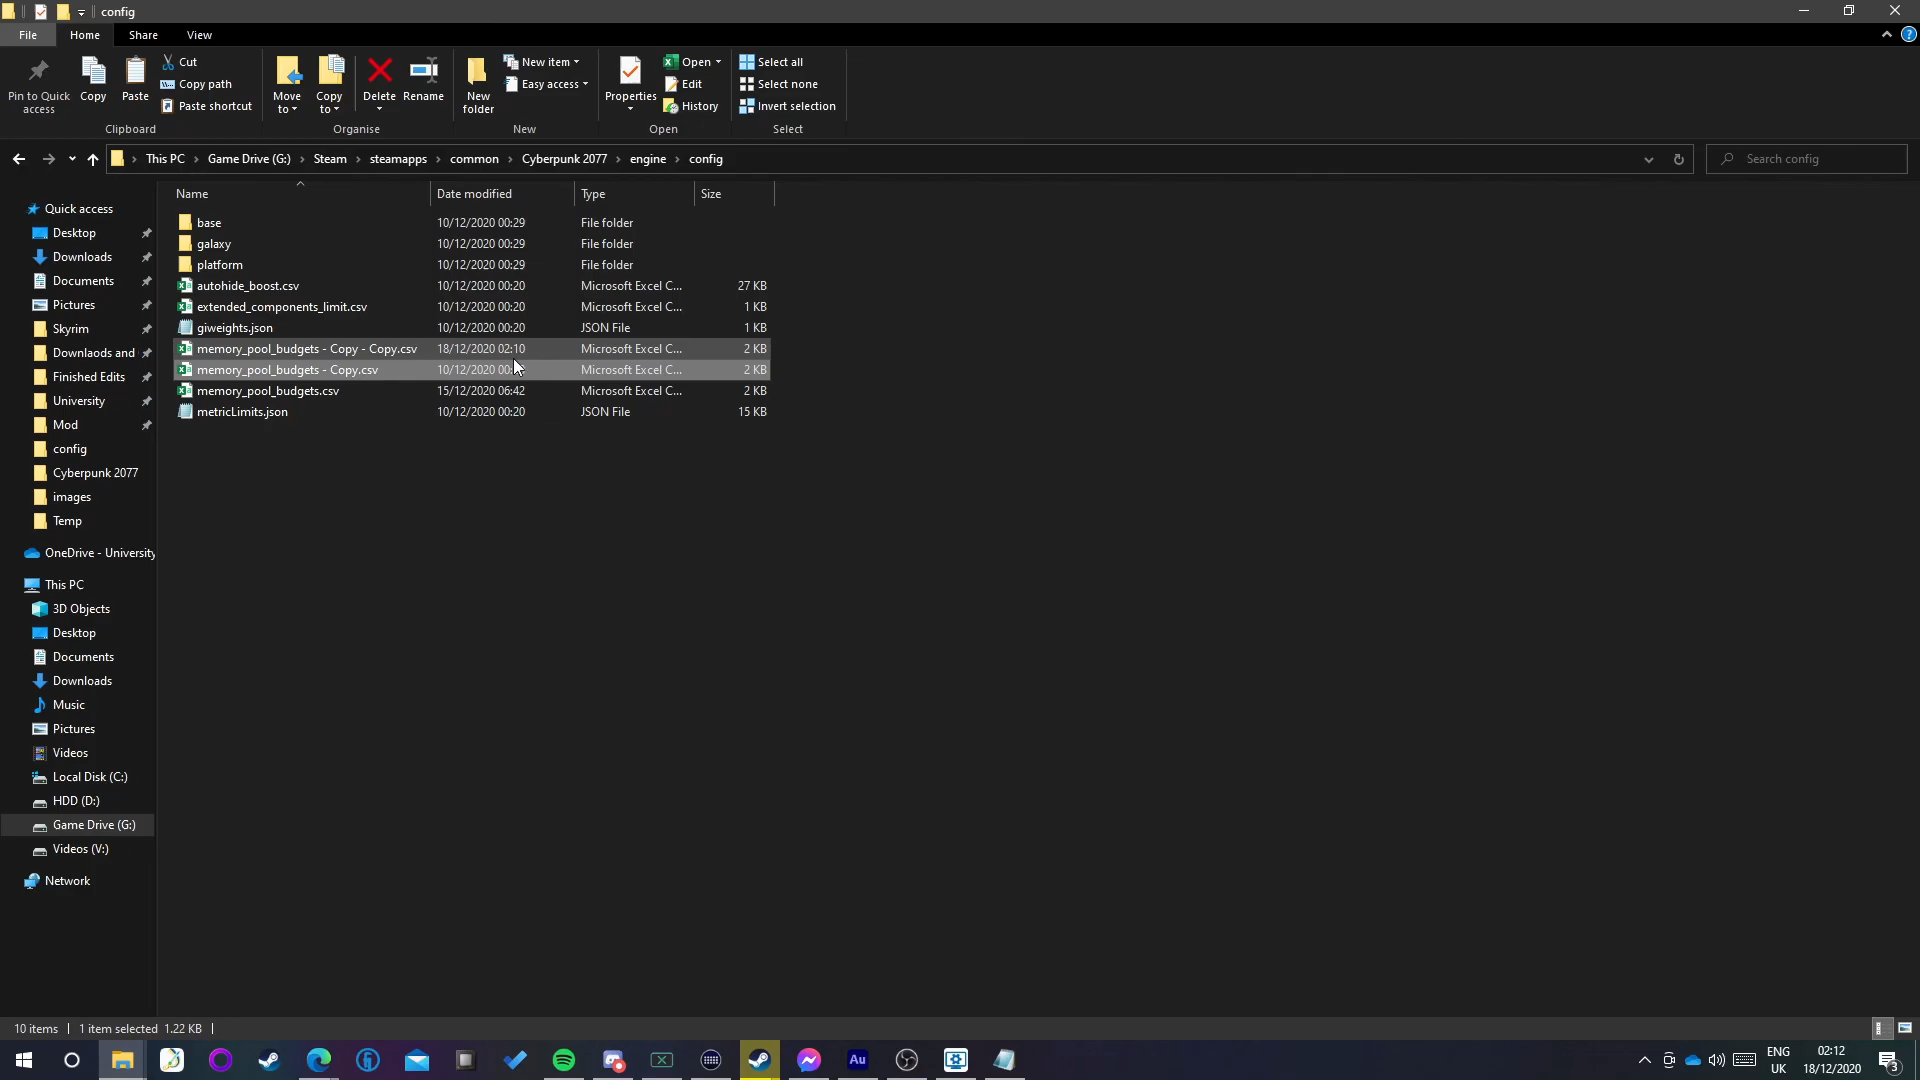 config
File Home Share View
Pin to Quick access
Copy
Paste
Cut
Copy path
Paste shortcut
Clipboard
Move to
Copy to
Delete
Rename
Organise
New folder
New item
Easy access
New
Properties
Open
Edit
History
Open
Select all
Select none
Invert selection
Select
This PC › Game Drive (G:) › Steam › steamapps › common › Cyberpunk 2077 › engine › config
Search config
Name Date modified Type Size
base 10/12/2020 00:29 File folder
galaxy 10/12/2020 00:29 File folder
platform 10/12/2020 00:29 File folder
autohide_boost.csv 10/12/2020 00:20 Microsoft Excel C... 27 KB
extended_components_limit.csv 10/12/2020 00:20 Microsoft Excel C... 1 KB
giweights.json 10/12/2020 00:20 JSON File 1 KB
memory_pool_budgets - Copy - Copy.csv 18/12/2020 02:10 Microsoft Excel C... 2 KB
memory_pool_budgets - Copy.csv 10/12/2020 Microsoft Excel C... 2 KB
memory_pool_budgets.csv 15/12/2020 06:42 Microsoft Excel C... 2 KB
metricLimits.json 10/12/2020 00:20 JSON File 15 KB
Quick access
Desktop
Downloads
Documents
Pictures
Skyrim
Downlaods and
Finished Edits
University
Mod
config
Cyberpunk 2077
images
Temp
OneDrive - University
This PC
3D Objects
Desktop
Documents
Downloads
Music
Pictures
Videos
Local Disk (C:)
HDD (D:)
Game Drive (G:)
Videos (V:)
Network
10 items 1 item selected 1.22 KB
Au
ENG
UK
02:12
18/12/2020
3